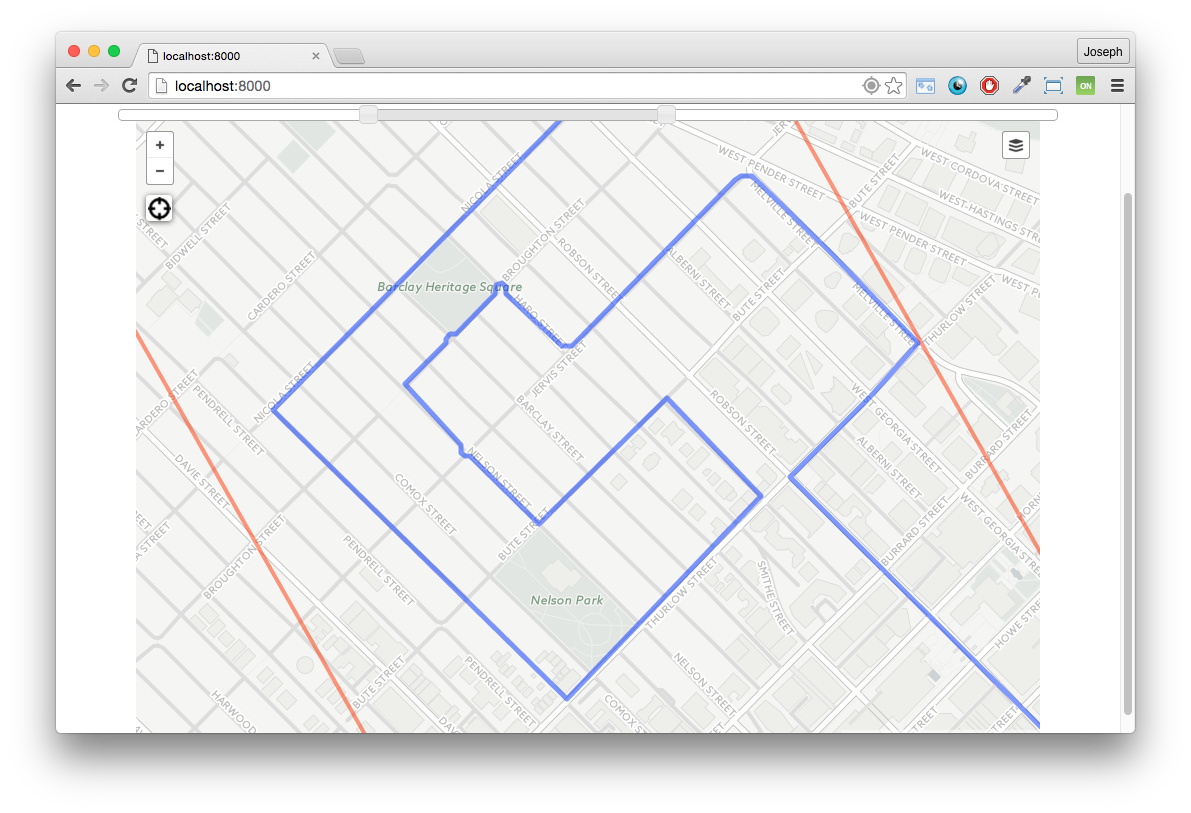 localhost:8000
Joseph
localhost:8000
ON
+
−
NICOLA STREET
BIDWELL STREET
CARDERO STREET
BROUGHTON STREET
ROBSON STREET
WEST PENDER STREET
MELVILLE STREET
BUTE STREET
WEST CORDOVA STREET
WEST-HASTINGS STREET
WEST PENDER STREET
ALBERNI STREET
BUTE STREET
Barclay Heritage Square
HARO STREET
MELVILLE STREET
THURLOW STREET
JERVIS STREET
NICOLA STREET
CARDERO STREET
PENDRELL STREET
BARCLAY STREET
ROBSON STREET
WEST GEORGIA STREET
ALBERNI STREET
BURRARD STREET
DAVIE STREET
COMOX STREET
NELSON STREET
BUTE STREET
BURRARD STREET
WEST GEORGIA STREET
BROUGHTON STREET
PENDRELL STREET
Nelson Park
THURLOW STREET
SMITHE STREET
HOWE STRE
HARWOOD
BUTE STREET
PENDRELL STREET
DAV
COMOX STREET
NELSON STREET